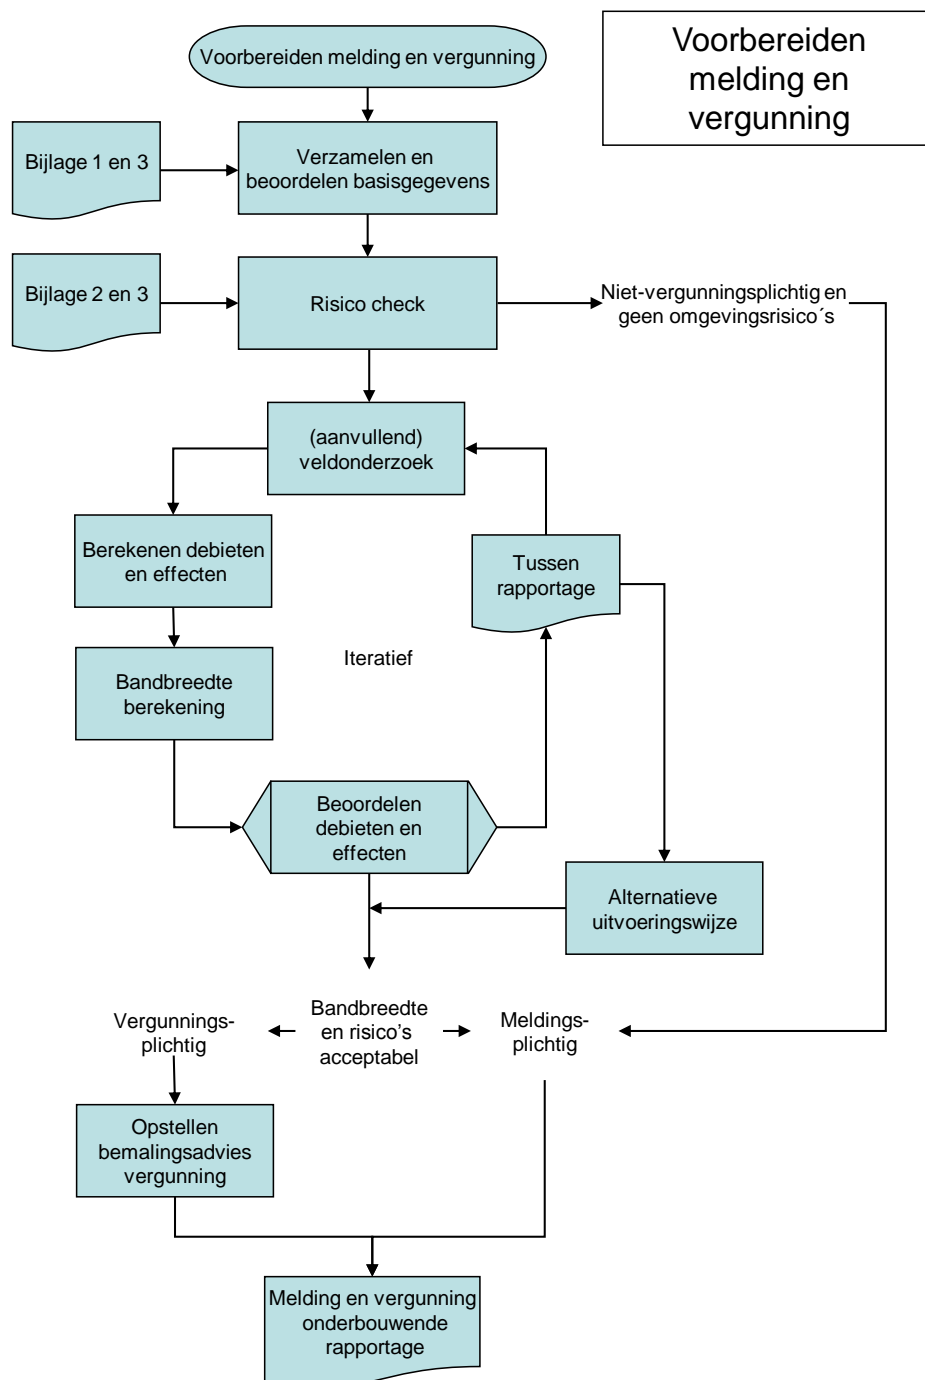 Voorbereiden
melding en
vergunning
Voorbereiden melding en vergunning
Bijlage 1 en 3
Verzamelen en
beoordelen basisgegevens
Bijlage 2 en 3
Risico check
Niet-vergunningsplichtig en
geen omgevingsrisico´s
(aanvullend)
veldonderzoek
Berekenen debieten
en effecten
Tussen
rapportage
Iteratief
Bandbreedte
berekening
Beoordelen
debieten en
effecten
Alternatieve
uitvoeringswijze
Vergunnings-
plichtig
Bandbreedte
en risico’s
acceptabel
Meldings-
plichtig
Opstellen
bemalingsadvies
vergunning
Melding en vergunning
onderbouwende
rapportage